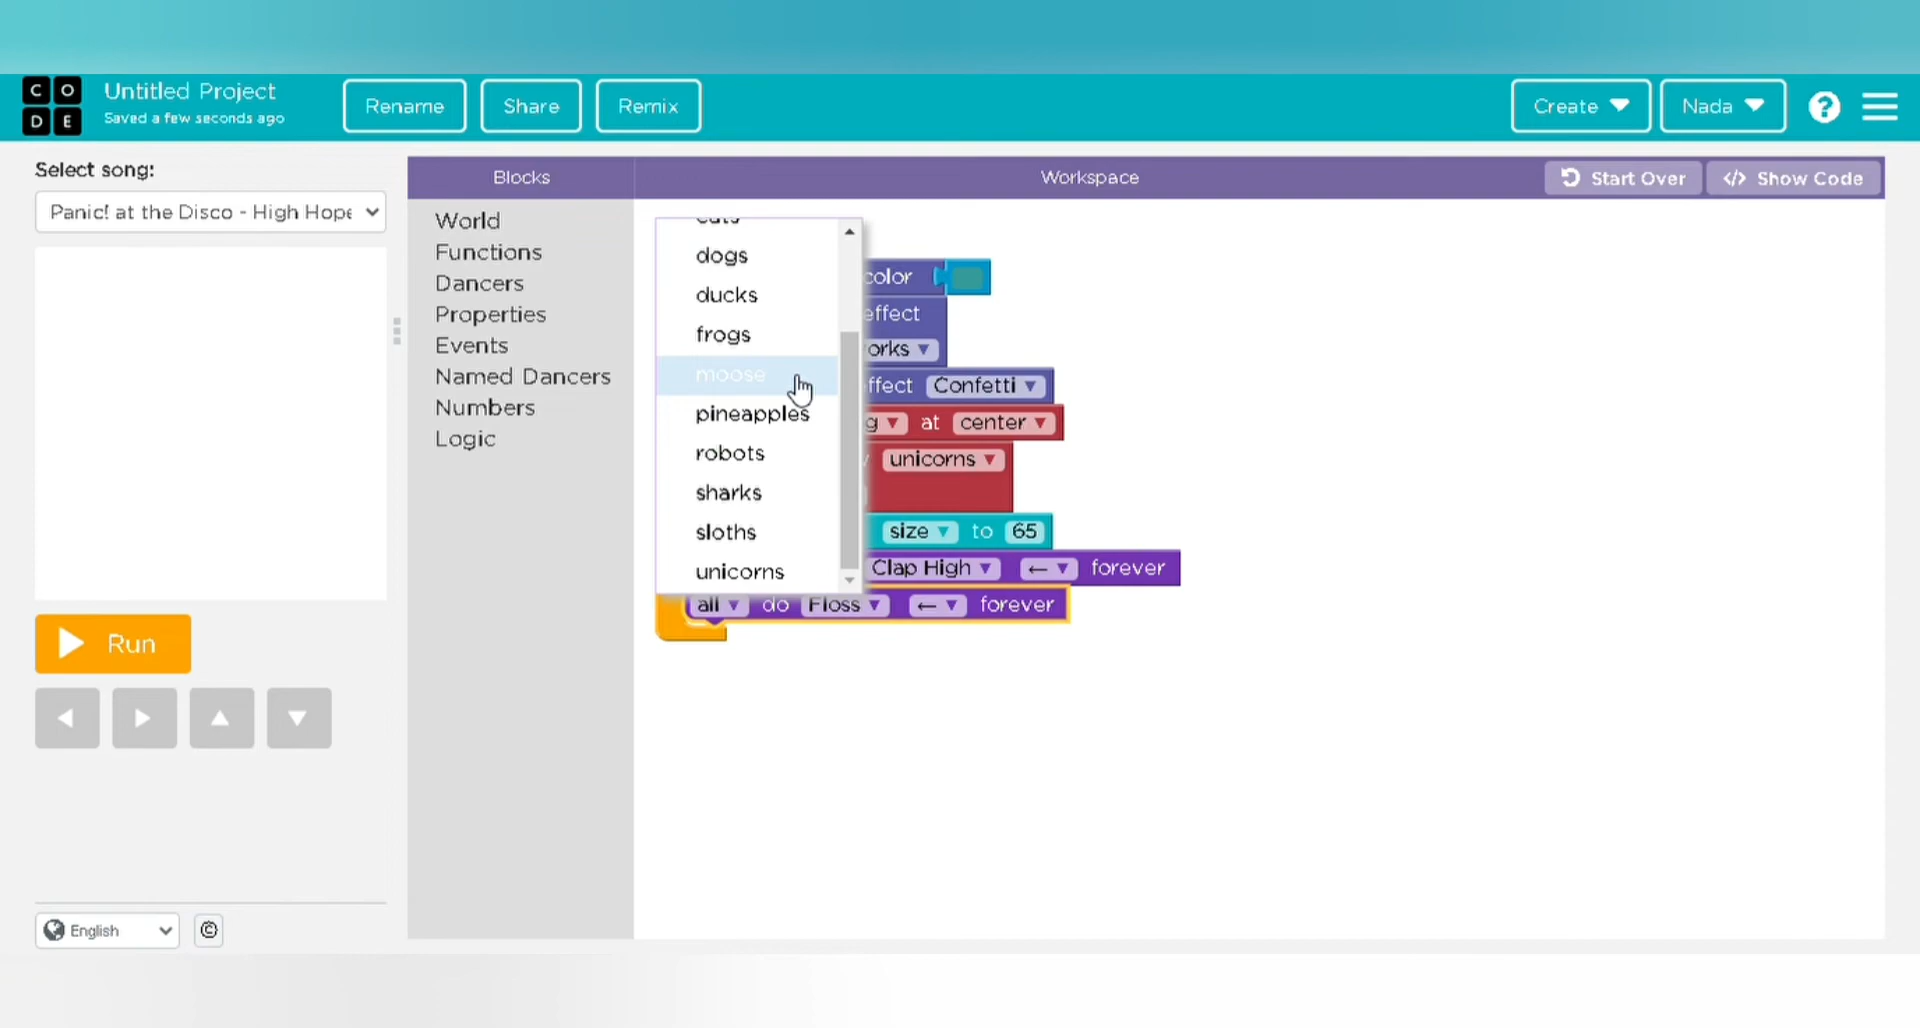 C O
D E
Untitled Project
Saved a few seconds ago
Rename
Share
Remix
Create
Nada
?
Select song:
Panic! at the Disco - High Hope
Run
English
©
Blocks
World
Functions
Dancers
Properties
Events
Named Dancers
Numbers
Logic
Workspace
Start Over
</> Show Code
dogs
ducks
frogs
moose
pineapples
robots
sharks
sloths
unicorns
color
effect
orks
ffect Confetti
g at center
unicorns
size to 65
Clap High ← forever
all do Floss ← forever